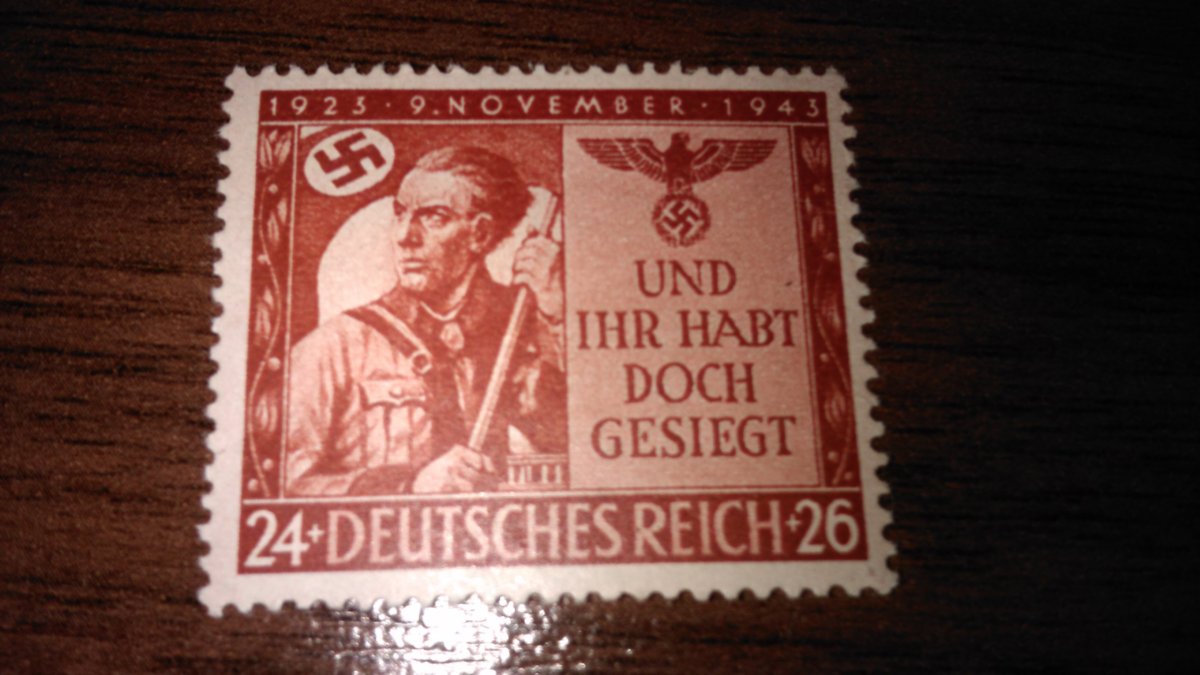 1923 · 9. NOVEMBER · 1943
UND
IHR HABT
DOCH
GESIEGT
24+ DEUTSCHES REICH +26